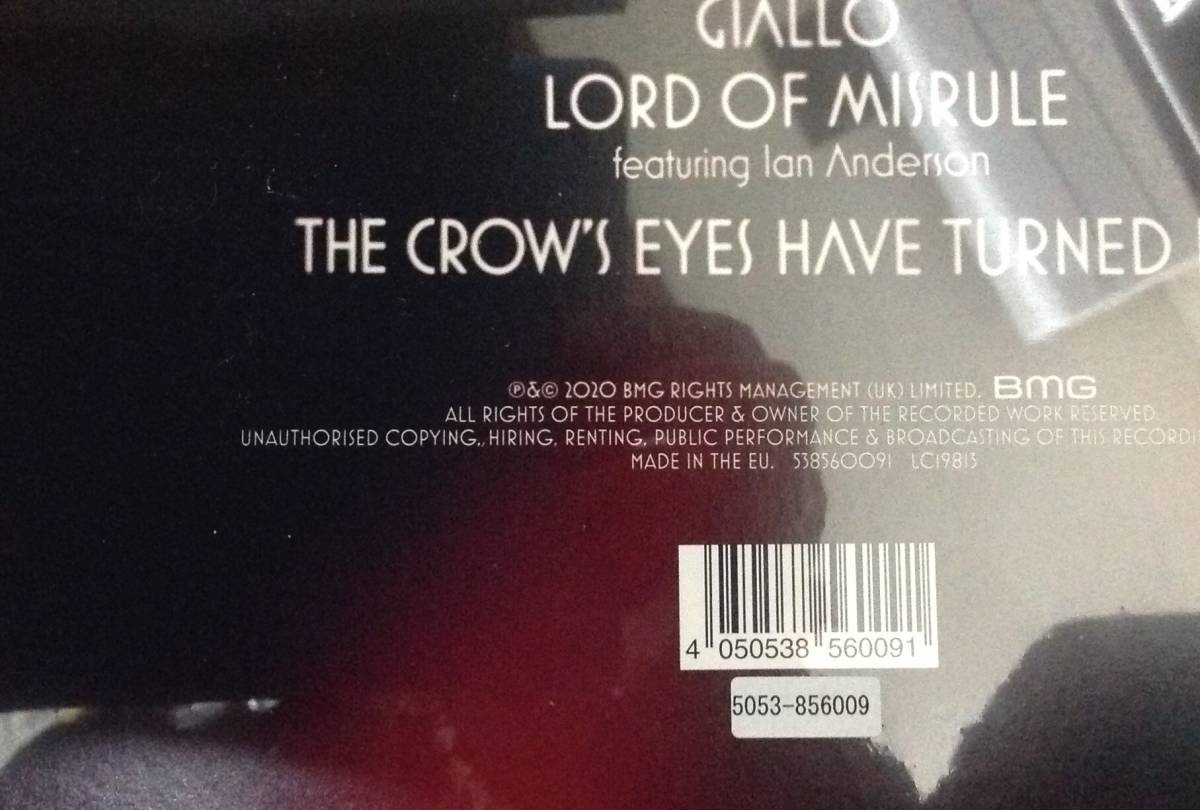 GIALLO
LORD OF MISRULE
featuring Ian Anderson
THE CROW'S EYES HAVE TURNED
℗&© 2020 BMG RIGHTS MANAGEMENT (UK) LIMITED. BMG
ALL RIGHTS OF THE PRODUCER & OWNER OF THE RECORDED WORK RESERVED.
UNAUTHORISED COPYING, HIRING, RENTING, PUBLIC PERFORMANCE & BROADCASTING OF THIS RECORDI
MADE IN THE EU. 538560091 LC19813
4 050538 560091
5053-856009